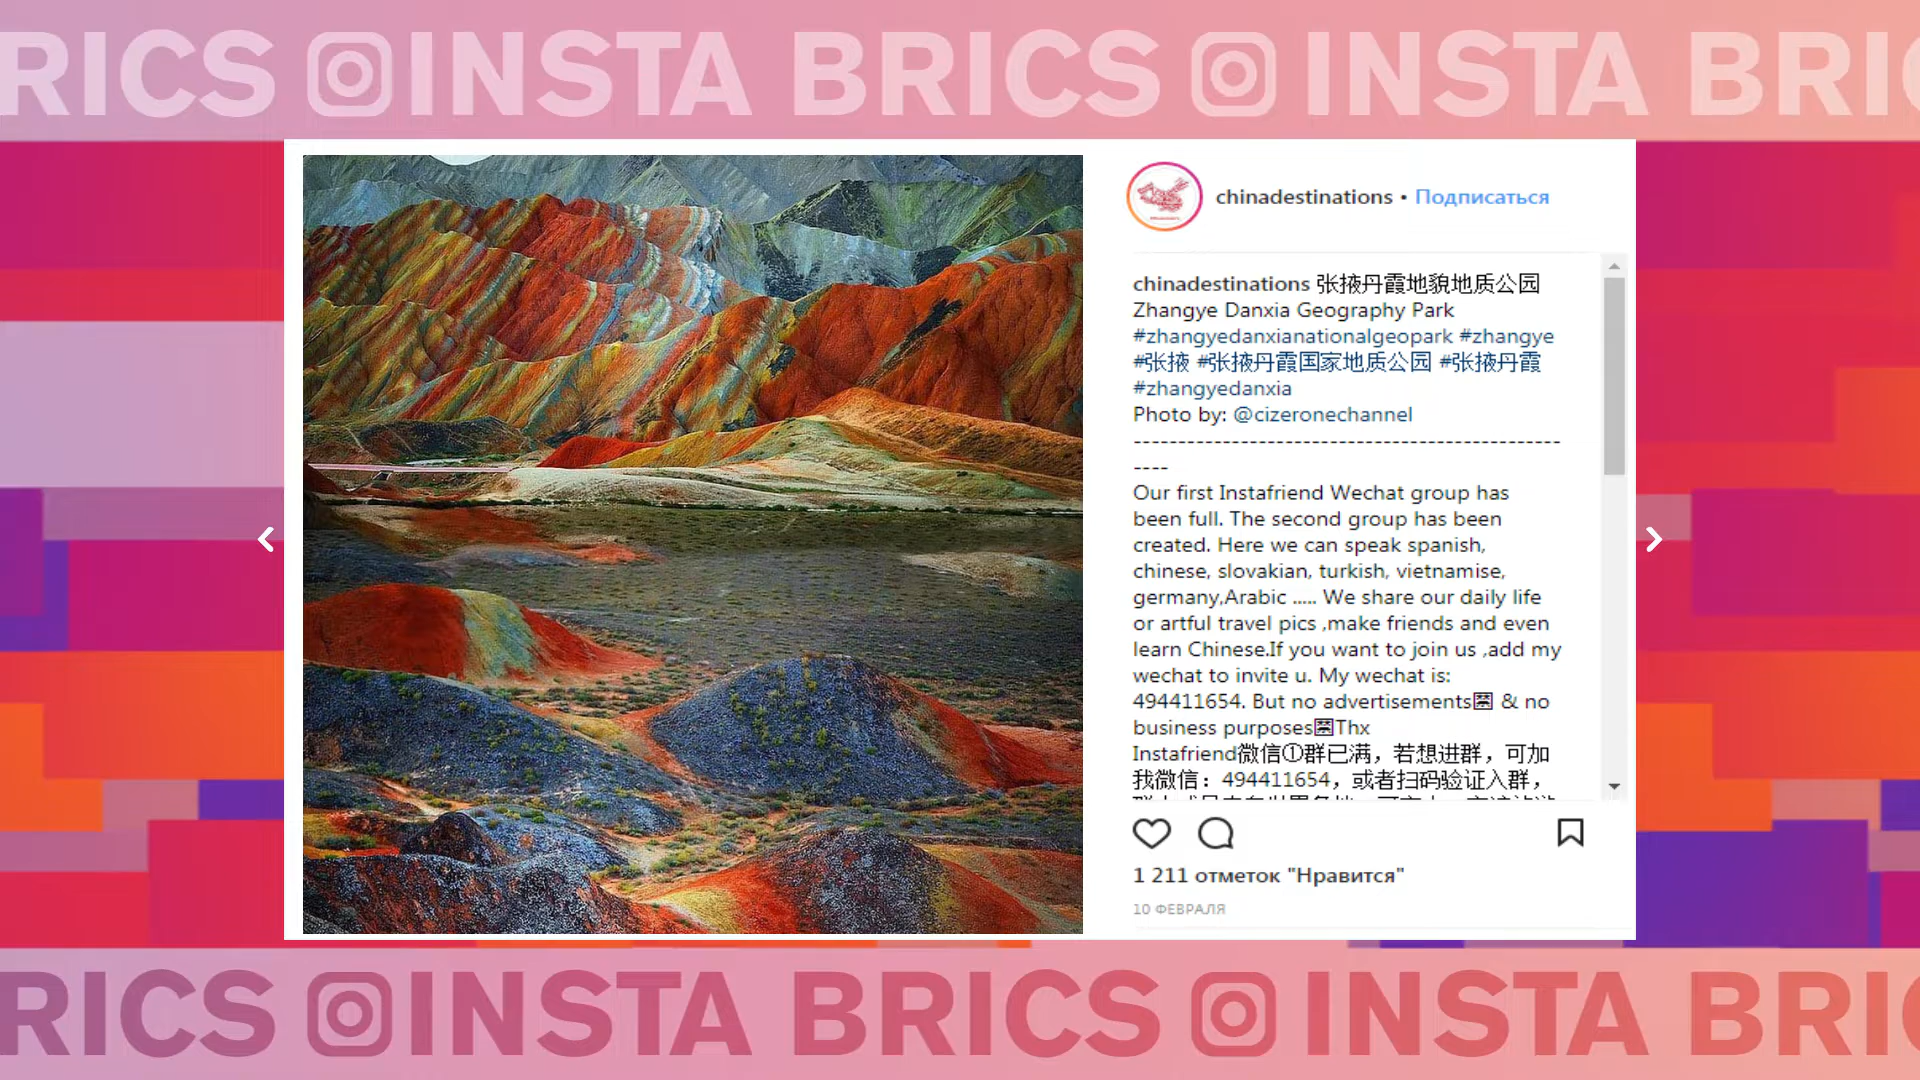 RICS INSTA BRICS INSTA BRIC
chinadestinations • Подписаться
chinadestinations 张掖丹霞地貌地质公园
Zhangye Danxia Geography Park
#zhangyedanxianationalgeopark #zhangye
#张掖 #张掖丹霞国家地质公园 #张掖丹霞
#zhangyedanxia
Photo by: @cizeronechannel
------------------------------------------------
----
Our first Instafriend Wechat group has
been full. The second group has been
created. Here we can speak spanish,
chinese, slovakian, turkish, vietnamise,
germany,Arabic ..... We share our daily life
or artful travel pics ,make friends and even
learn Chinese.If you want to join us ,add my
wechat to invite u. My wechat is:
494411654. But no advertisements & no
business purposesThx
Instafriend微信①群已满，若想进群，可加
我微信：494411654，或者扫码验证入群，
1 211 отметок "Нравится"
10 ФЕВРАЛЯ
RICS INSTA BRICS INSTA BRIC